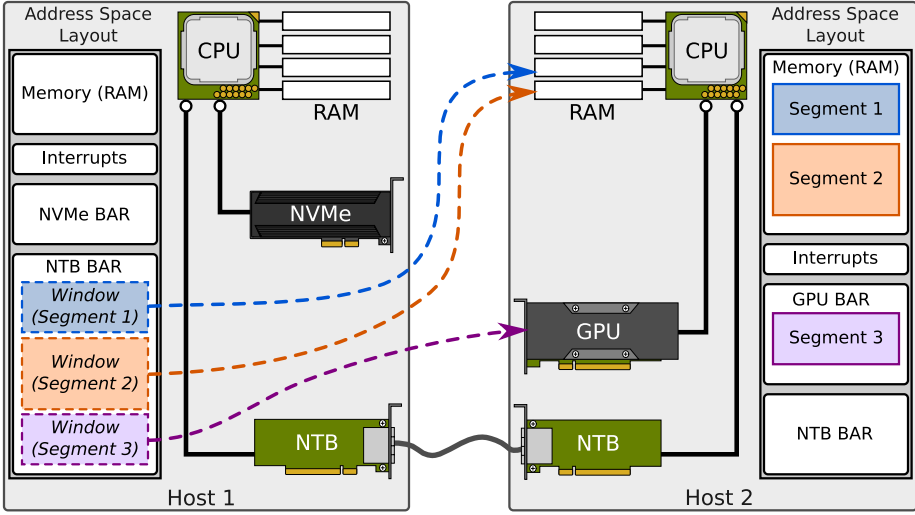 Address Space
Layout
Memory (RAM)
Interrupts
NVMe BAR
NTB BAR
Window
(Segment 1)
Window
(Segment 2)
Window
(Segment 3)
CPU
RAM
NVMe
NTB
Host 1
RAM
CPU
GPU
NTB
Address Space
Layout
Memory (RAM)
Segment 1
Segment 2
Interrupts
GPU BAR
Segment 3
NTB BAR
Host 2